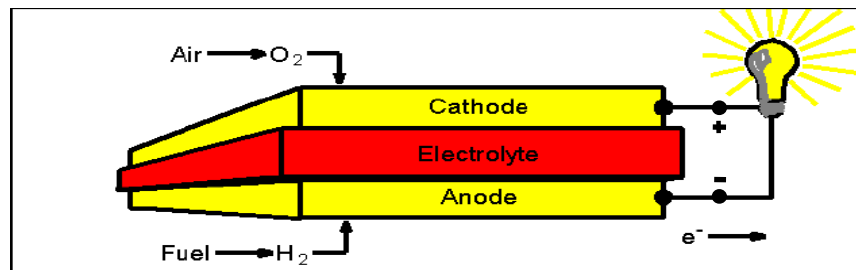 Air → O₂
Cathode
+
Electrolyte
-
Anode
e⁻ →
Fuel → H₂